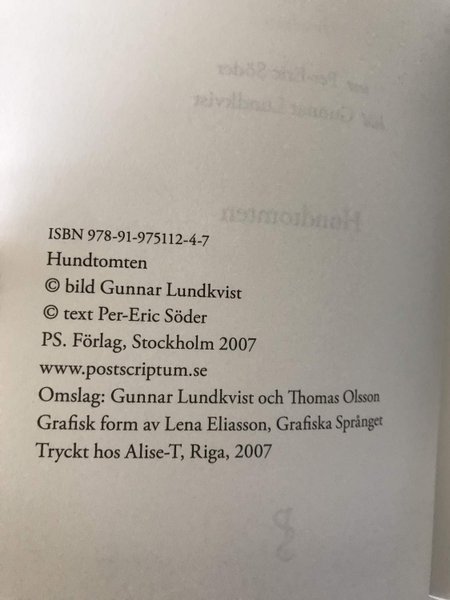 ISBN 978-91-975112-4-7
Hundtomten
© bild Gunnar Lundkvist
© text Per-Eric Söder
PS. Förlag, Stockholm 2007
www.postscriptum.se
Omslag: Gunnar Lundkvist och Thomas Olsson
Grafisk form av Lena Eliasson, Grafiska Språnget
Tryckt hos Alise-T, Riga, 2007